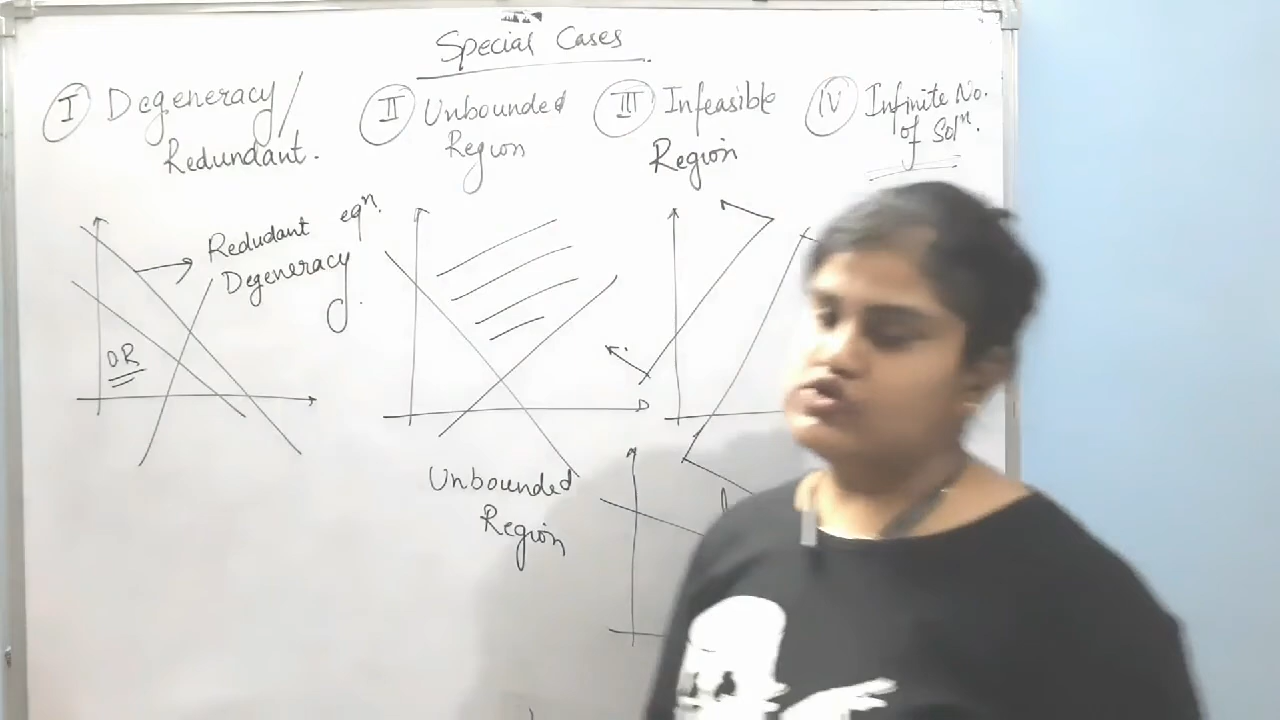 Special Cases
I Degeneracy/
Redundant.
II Unbounded
Region
III Infeasible
Region
IV Infinite No.
of Solⁿ.
Redudant eqⁿ.
Degeneracy.
O.R
Unbounded
Region